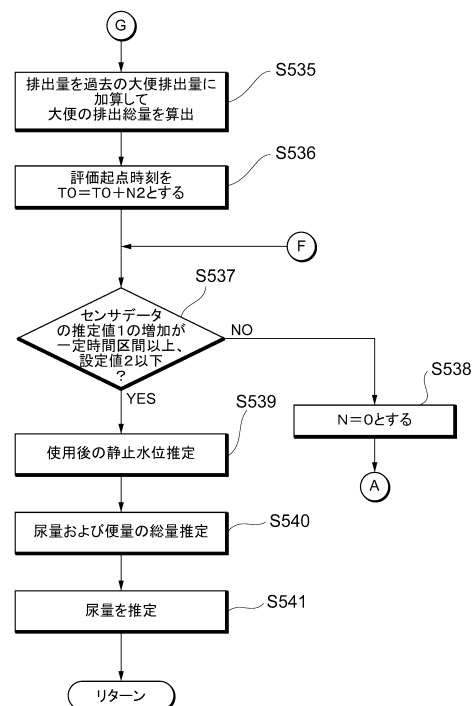 G
排出量を過去の大便排出量に
加算して
大便の排出総量を算出
S535
評価起点時刻を
T0=T0+N2とする
S536
F
センサデータ
の推定値1の増加が
一定時間区間以上、
設定値2以下
?
S537
NO
YES
N=0とする
S538
A
使用後の静止水位推定
S539
尿量および便量の総量推定
S540
尿量を推定
S541
リターン